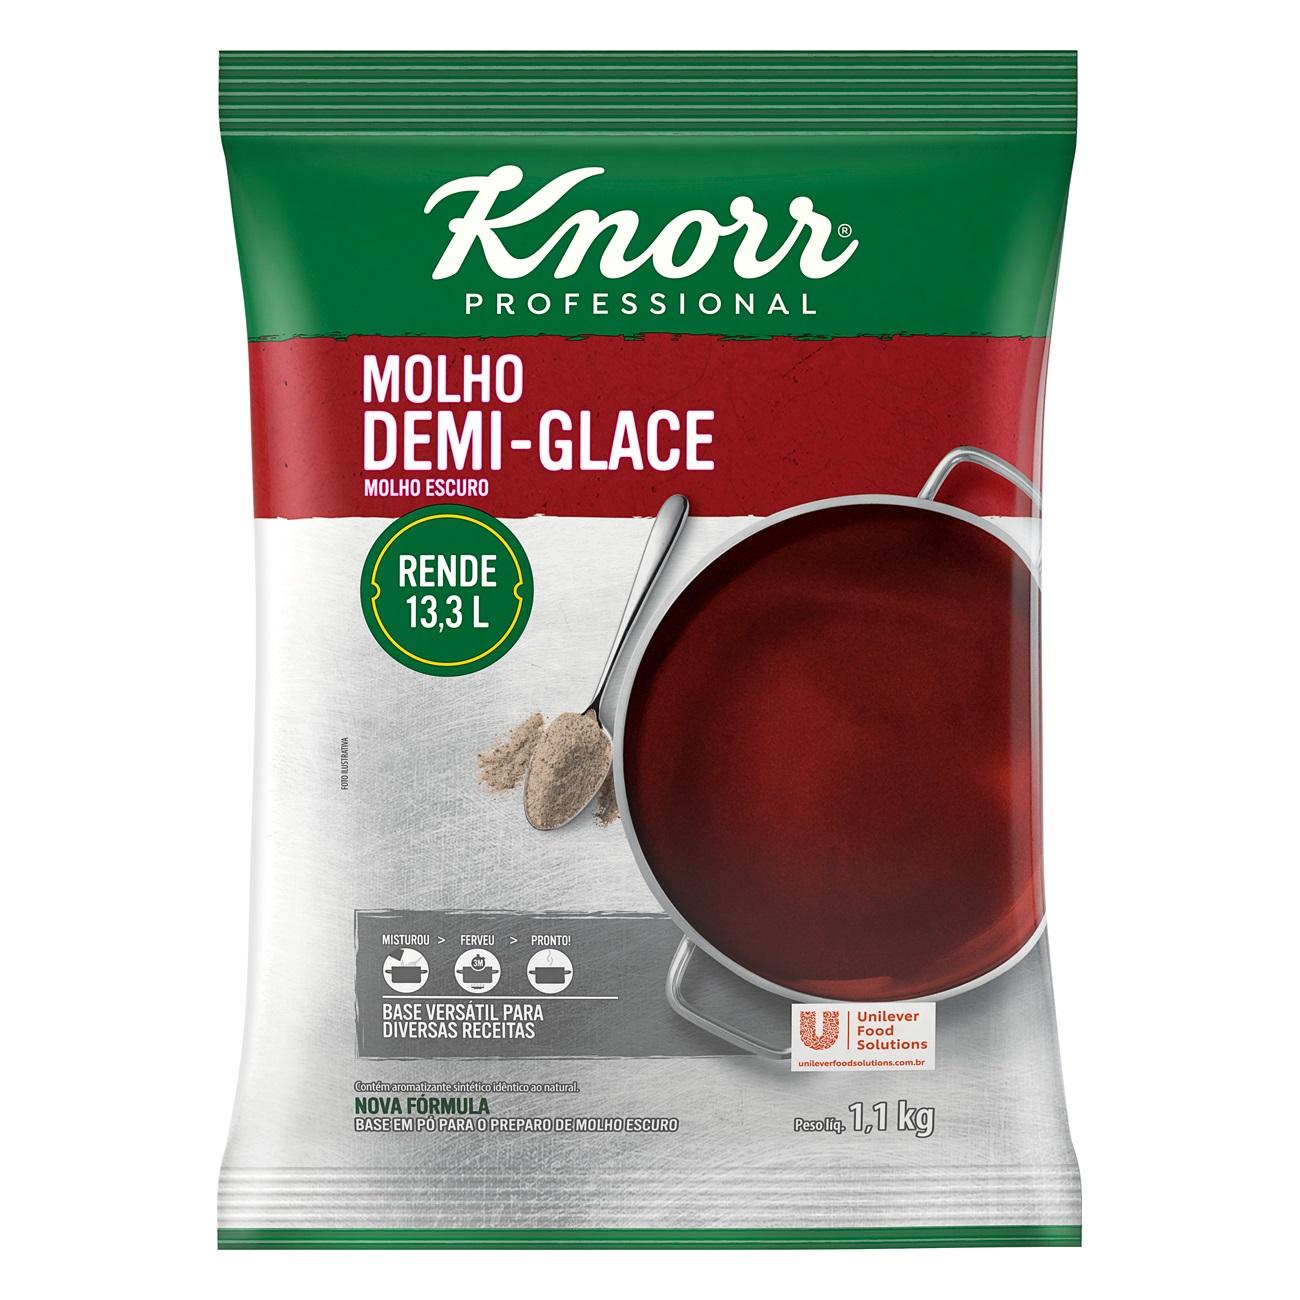 Knorr®
PROFESSIONAL
MOLHO
DEMI-GLACE
MOLHO ESCURO
RENDE
13,3 L
FOTO ILUSTRATIVA
MISTUROU > FERVEU > PRONTO!
3M
BASE VERSÁTIL PARA
DIVERSAS RECEITAS
Unilever
Food
Solutions
unileverfoodsolutions.com.br
Contém aromatizante sintético idêntico ao natural.
NOVA FÓRMULA
BASE EM PÓ PARA O PREPARO DE MOLHO ESCURO
Peso líq. 1,1 kg